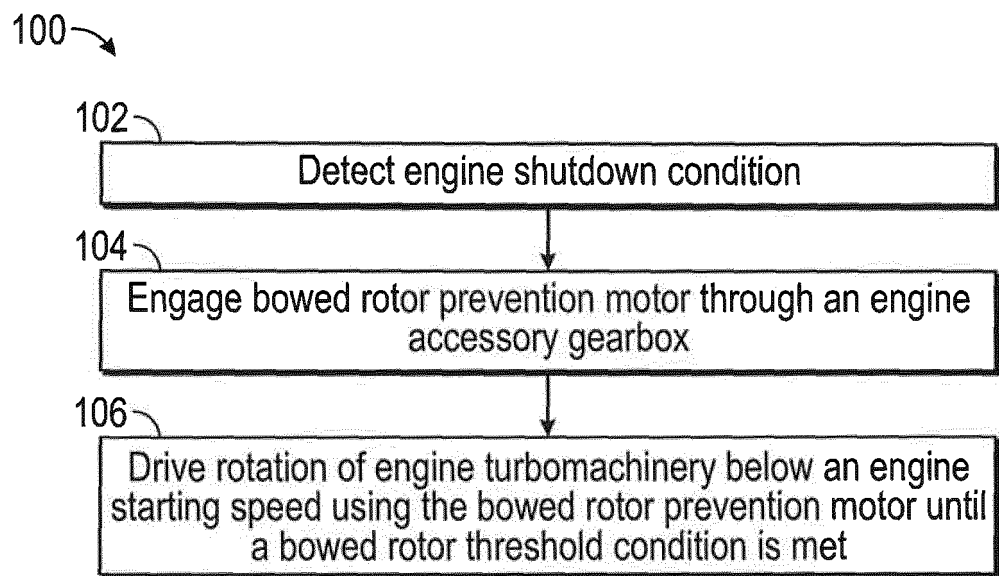 100
102
Detect engine shutdown condition
104
Engage bowed rotor prevention motor through an engine
accessory gearbox
106
Drive rotation of engine turbomachinery below an engine
starting speed using the bowed rotor prevention motor until
a bowed rotor threshold condition is met